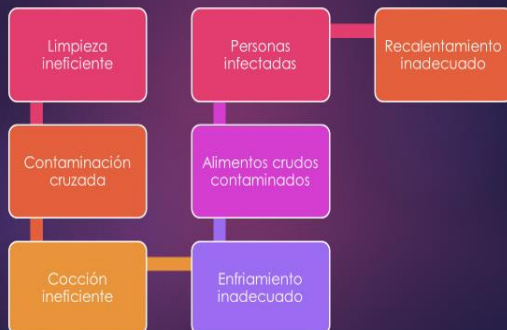 Limpieza
ineficiente
Contaminación
cruzada
Cocción
ineficiente
Enfriamiento
inadecuado
Alimentos crudos
contaminados
Personas
infectadas
Recalentamiento
inadecuado